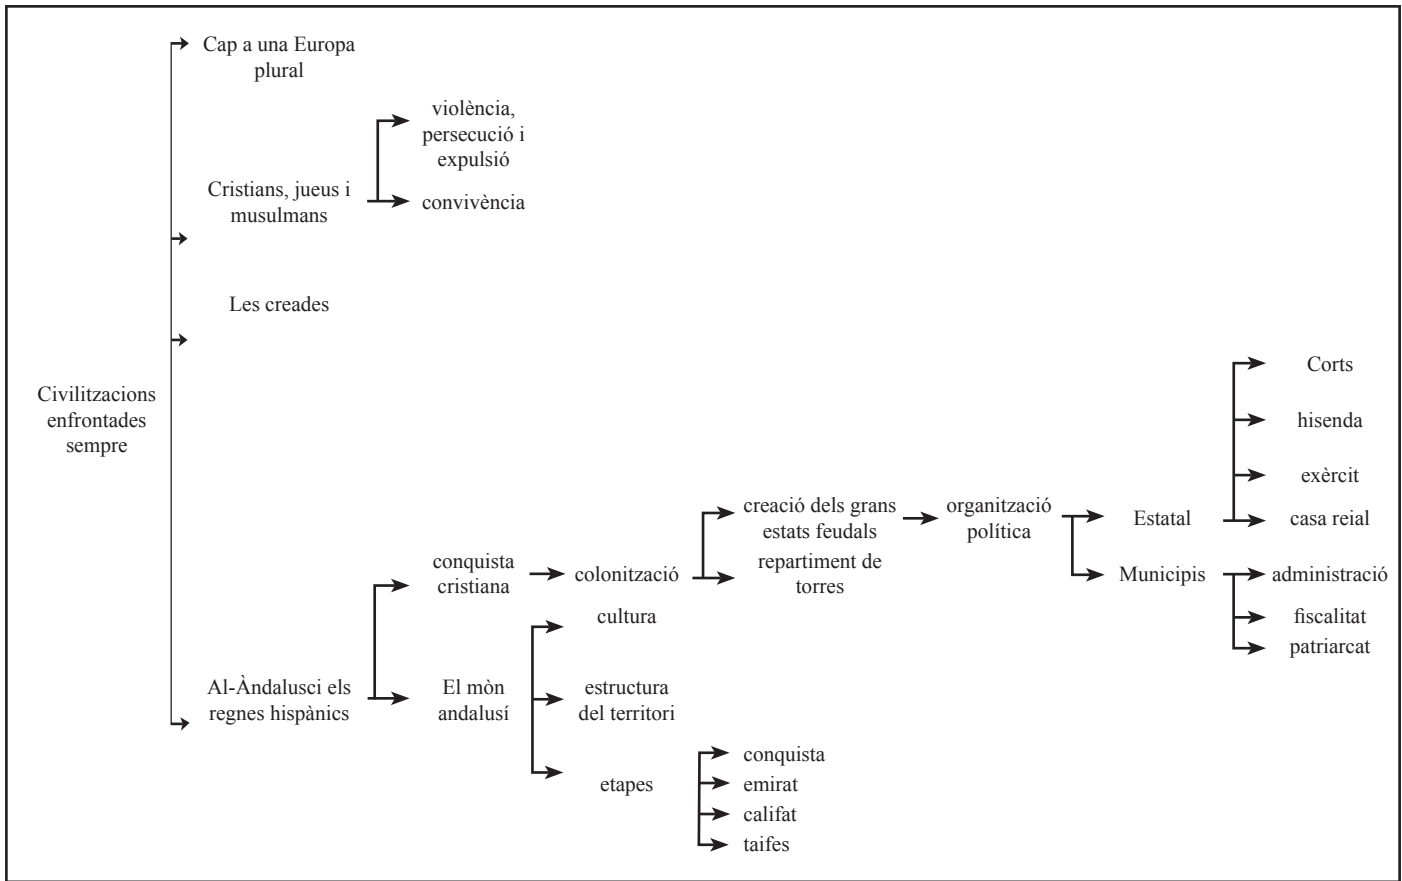 Cap a una Europa
plural
violència,
persecució i
expulsió
Cristians, jueus i
musulmans
convivència
Les creades
Civilitzacions
enfrontades
sempre
Corts
hisenda
exèrcit
casa reial
creació dels grans
estats feudals
organització
política
Estatal
conquista
cristiana
colonització
repartiment de
torres
Municipis
administració
fiscalitat
patriarcat
cultura
Al-Àndalusci els
regnes hispànics
El mòn
andalusí
estructura
del territori
etapes
conquista
emirat
califat
taifes